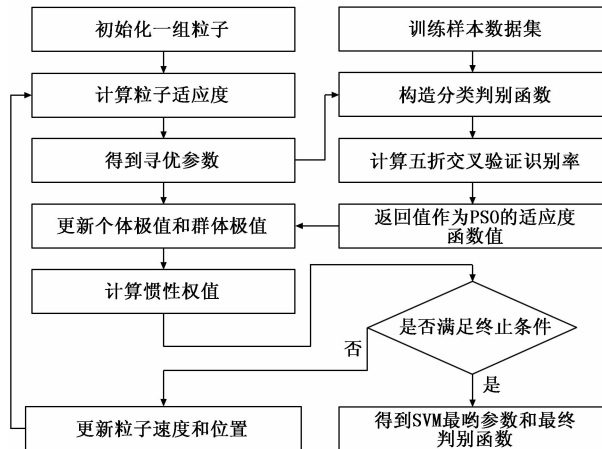 初始化一组粒子
训练样本数据集
计算粒子适应度
构造分类判别函数
得到寻优参数
计算五折交叉验证识别率
更新个体极值和群体极值
返回值作为PSO的适应度
函数值
计算惯性权值
是否满足终止条件
否
是
更新粒子速度和位置
得到SVM最哟参数和最终
判别函数